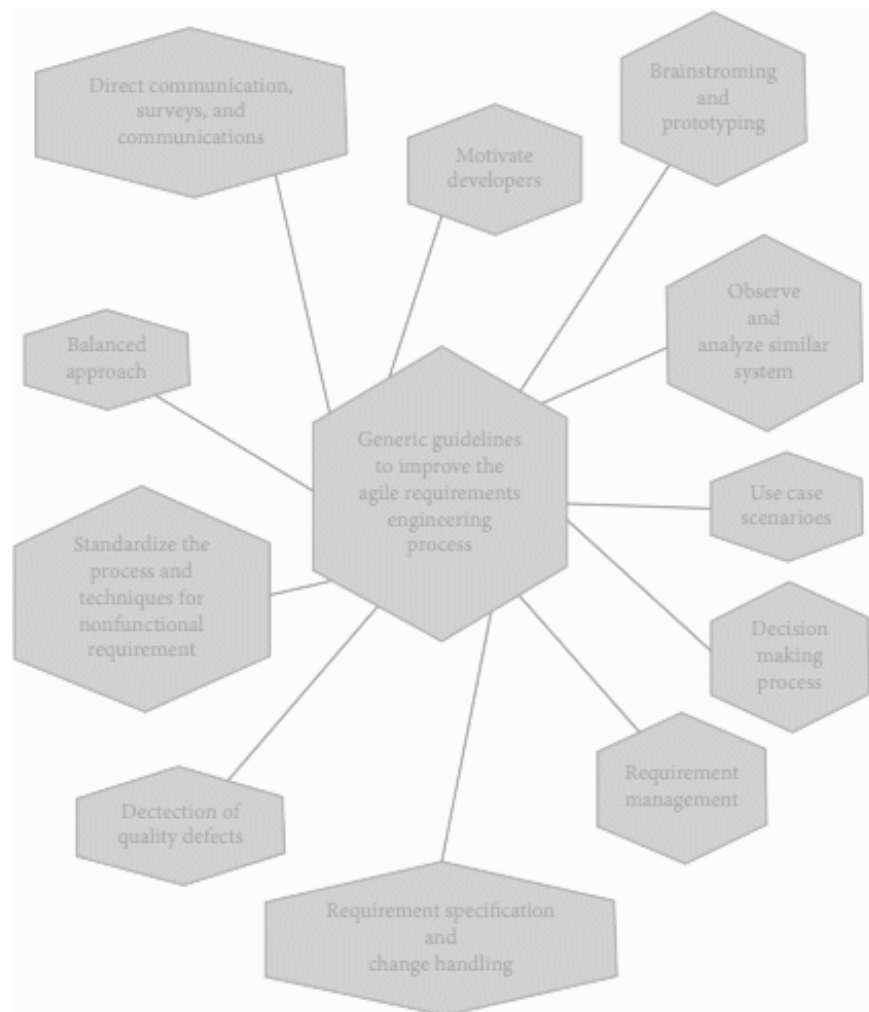 Direct communication,
surveys, and
communications
Motivate
developers
Brainstroming
and
prototyping
Observe
and
analyze similar
system
Balanced
approach
Generic guidelines
to improve the
agile requirements
engineering
process
Use case
scenarioes
Standardize the
process and
techniques for
nonfunctional
requirement
Decision
making
process
Requirement
management
Dectection of
quality defects
Requirement specification
and
change handling